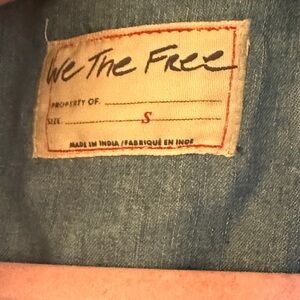 We The Free
PROPERTY OF.
SIZE S
MADE IN INDIA / FABRIQUÉ EN INDE